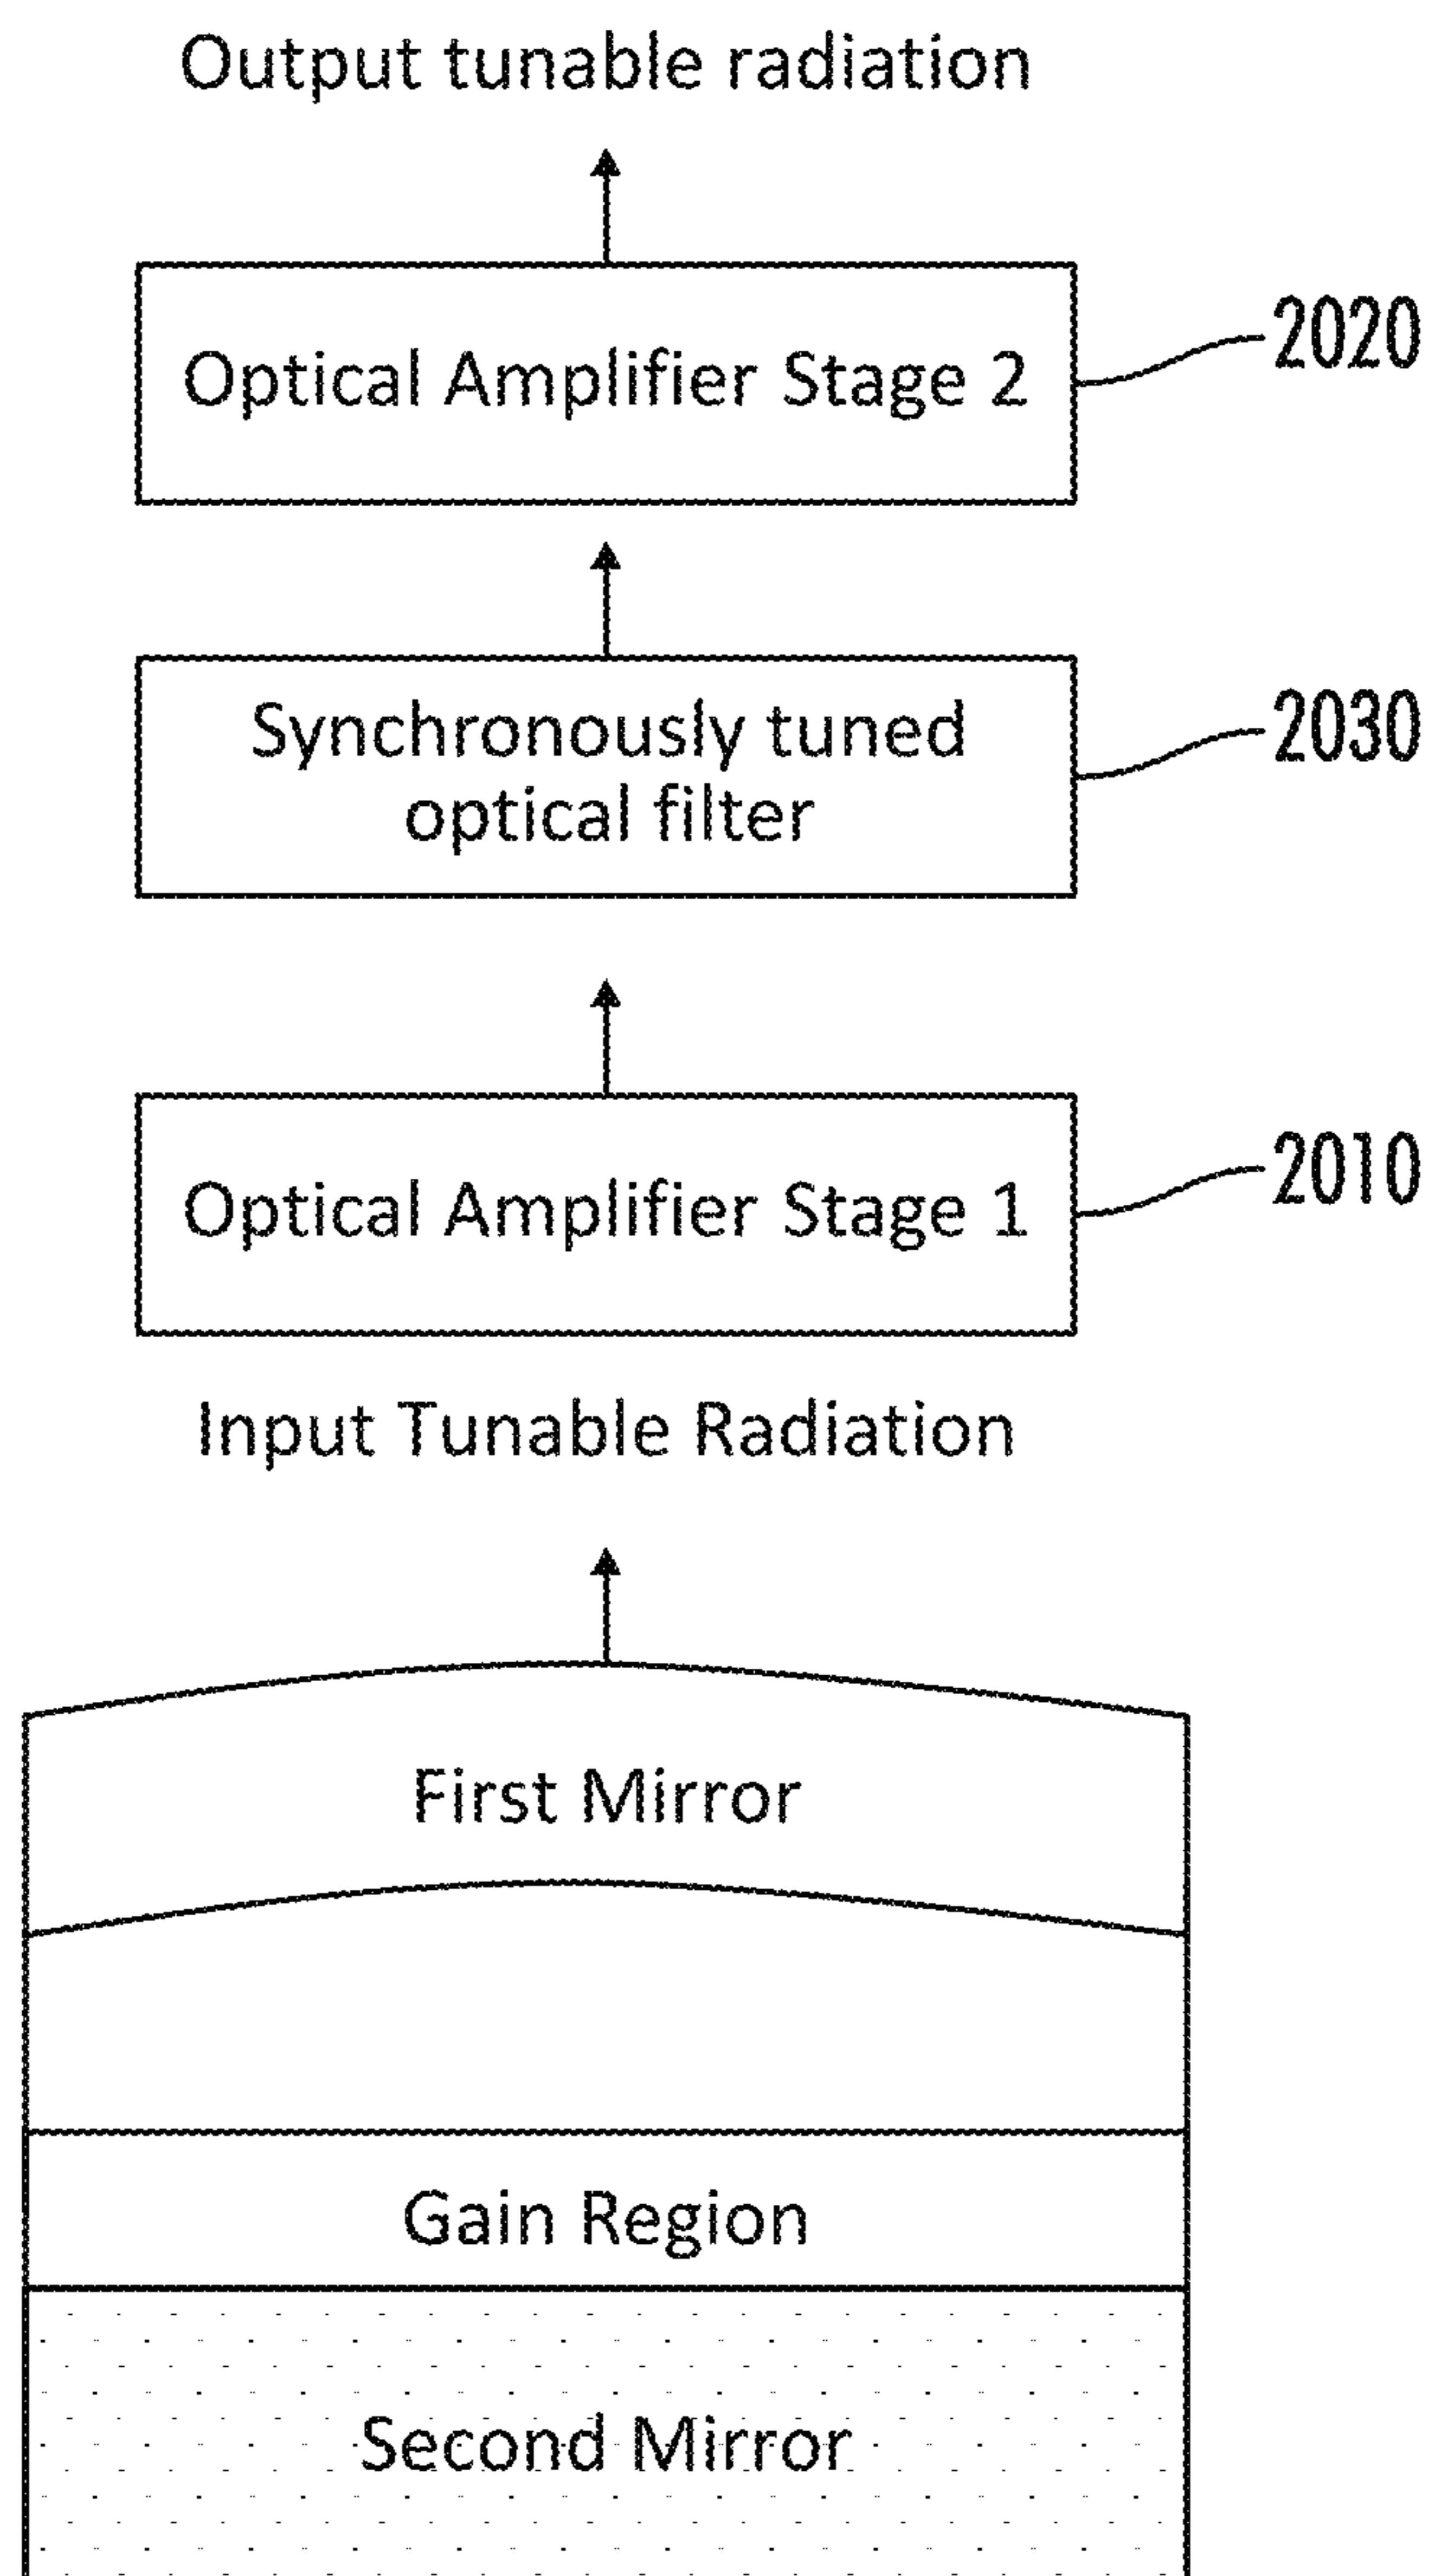 Output tunable radiation
Optical Amplifier Stage 2
2020
Synchronously tuned
optical filter
2030
Optical Amplifier Stage 1
2010
Input Tunable Radiation
First Mirror
Gain Region
Second Mirror